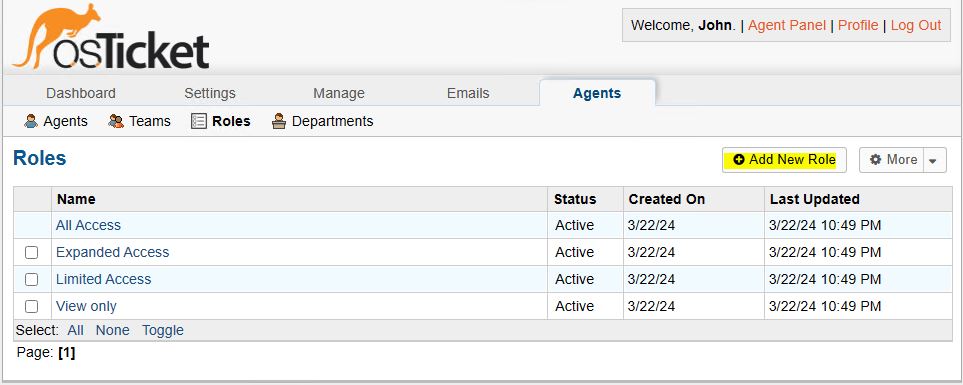 osTicket
Welcome, John. | Agent Panel | Profile | Log Out
Dashboard Settings Manage Emails Agents
Agents Teams Roles Departments
Roles
Add New Role More
Name Status Created On Last Updated
All Access Active 3/22/24 3/22/24 10:49 PM
Expanded Access Active 3/22/24 3/22/24 10:49 PM
Limited Access Active 3/22/24 3/22/24 10:49 PM
View only Active 3/22/24 3/22/24 10:49 PM
Select: All None Toggle
Page: [1]